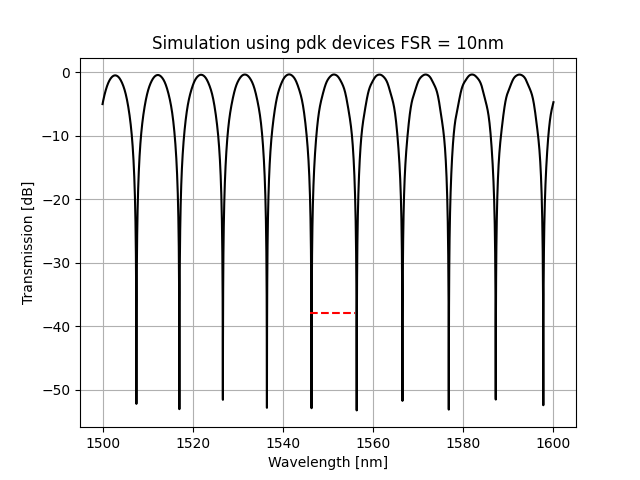 Simulation using pdk devices FSR = 10nm
0
−10
−20
−30
−40
−50
Transmission [dB]
1500 1520 1540 1560 1580 1600
Wavelength [nm]